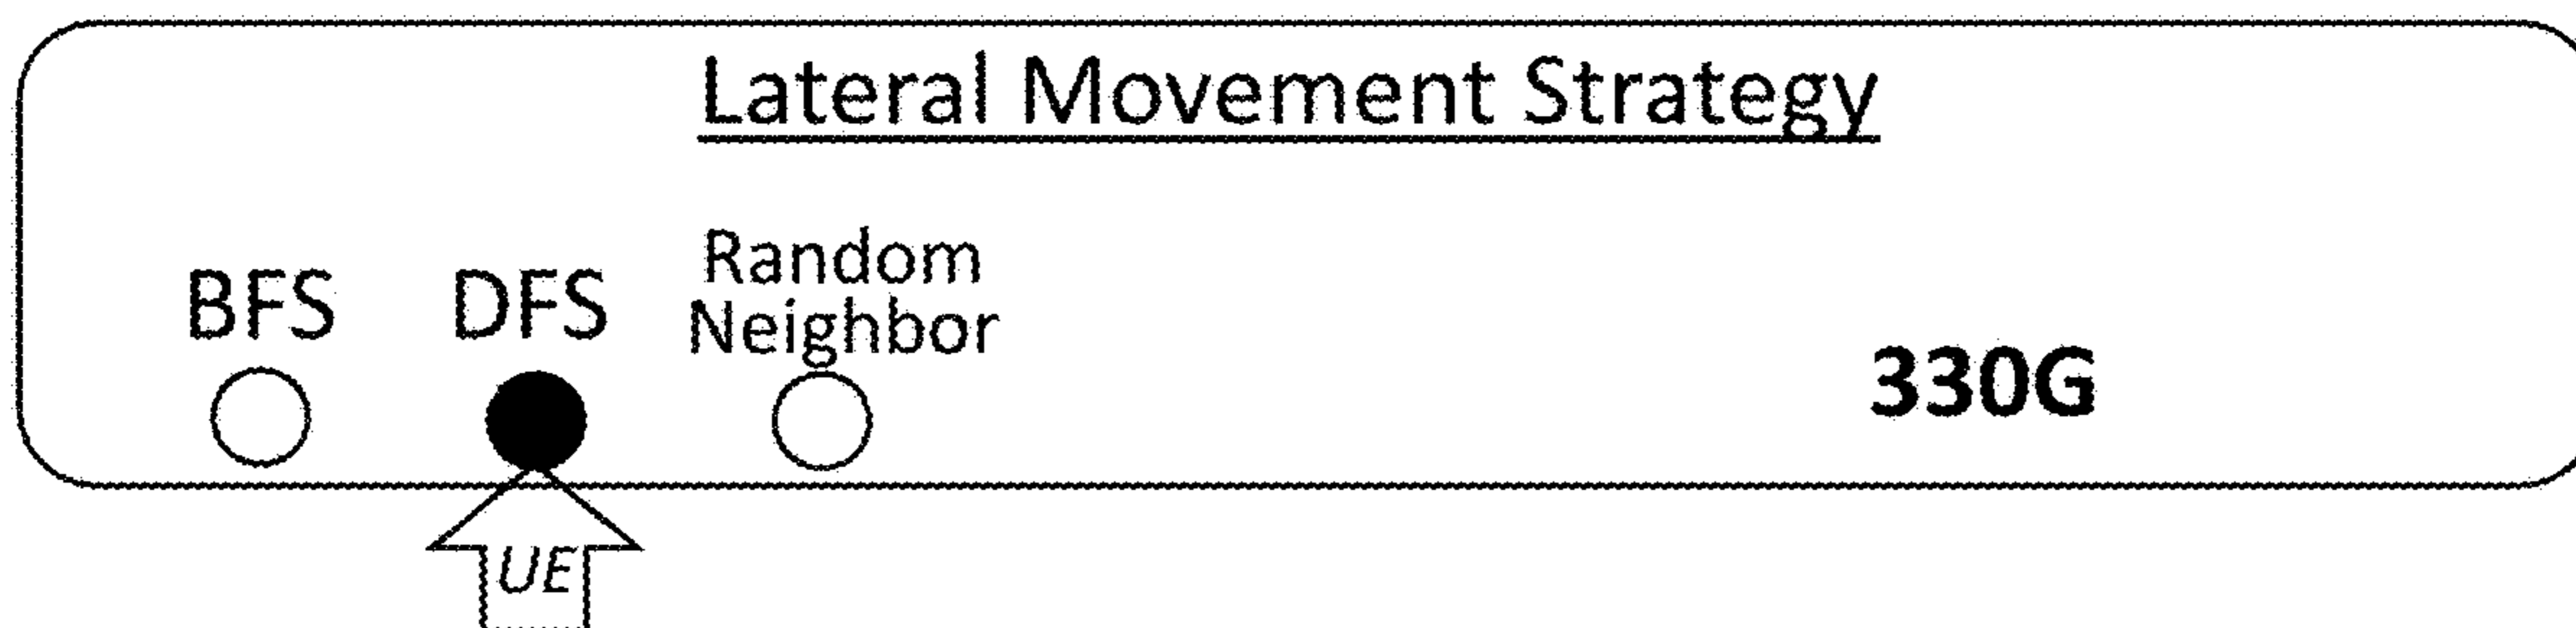 Lateral Movement Strategy
BFS DFS Random
Neighbor
330G
UE